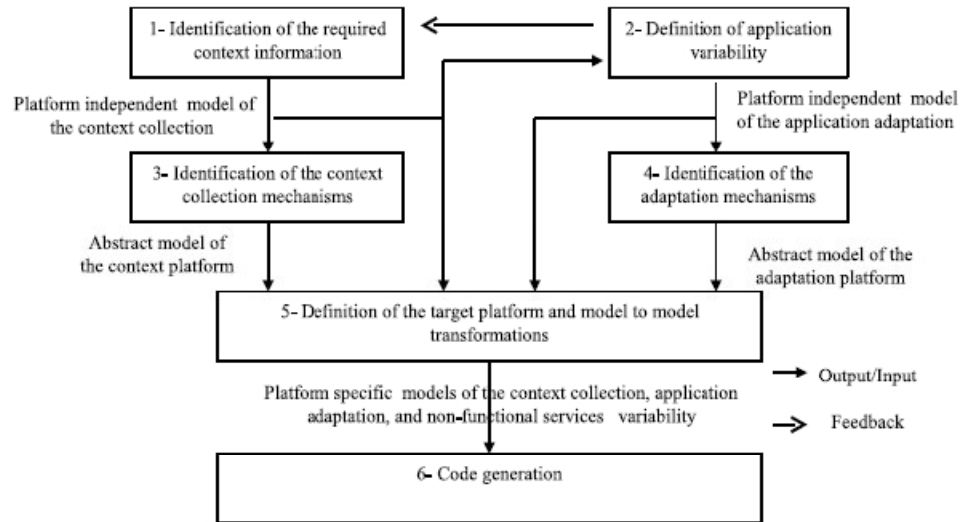 1- Identification of the required
context information
2- Definition of application
variability
Platform independent model of
the context collection
Platform independent model
of the application adaptation
3- Identification of the context
collection mechanisms
4- Identification of the
adaptation mechanisms
Abstract model of
the context platform
Abstract model of the
adaptation platform
5- Definition of the target platform and model to model
transformations
Platform specific models of the context collection, application
adaptation, and non-functional services variability
Output/Input
Feedback
6- Code generation